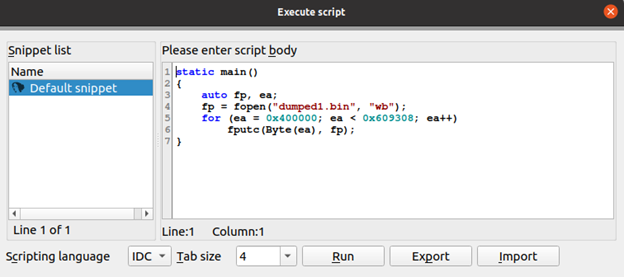 Execute script
Snippet list
Name
Default snippet
Line 1 of 1
Please enter script body
1 static main()
2 {
3     auto fp, ea;
4     fp = fopen("dumped1.bin", "wb");
5     for (ea = 0x400000; ea < 0x609308; ea++)
6         fputc(Byte(ea), fp);
7 }
Line:1 Column:1
Scripting language IDC Tab size 4 Run Export Import